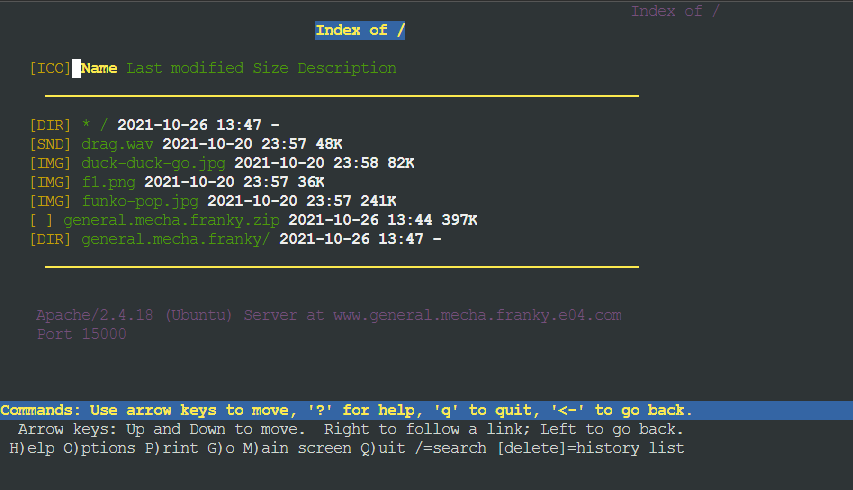 Index of /
Index of /
[ICO] Name Last modified Size Description
[DIR] * / 2021-10-26 13:47 -
[SND] drag.wav 2021-10-20 23:57 48K
[IMG] duck-duck-go.jpg 2021-10-20 23:58 82K
[IMG] f1.png 2021-10-20 23:57 36K
[IMG] funko-pop.jpg 2021-10-20 23:57 241K
[ ] general.mecha.franky.zip 2021-10-26 13:44 397K
[DIR] general.mecha.franky/ 2021-10-26 13:47 -
Apache/2.4.18 (Ubuntu) Server at www.general.mecha.franky.e04.com
Port 15000
Commands: Use arrow keys to move, '?' for help, 'q' to quit, '<-' to go back.
Arrow keys: Up and Down to move.  Right to follow a link; Left to go back.
H)elp O)ptions P)rint G)o M)ain screen Q)uit /=search [delete]=history list